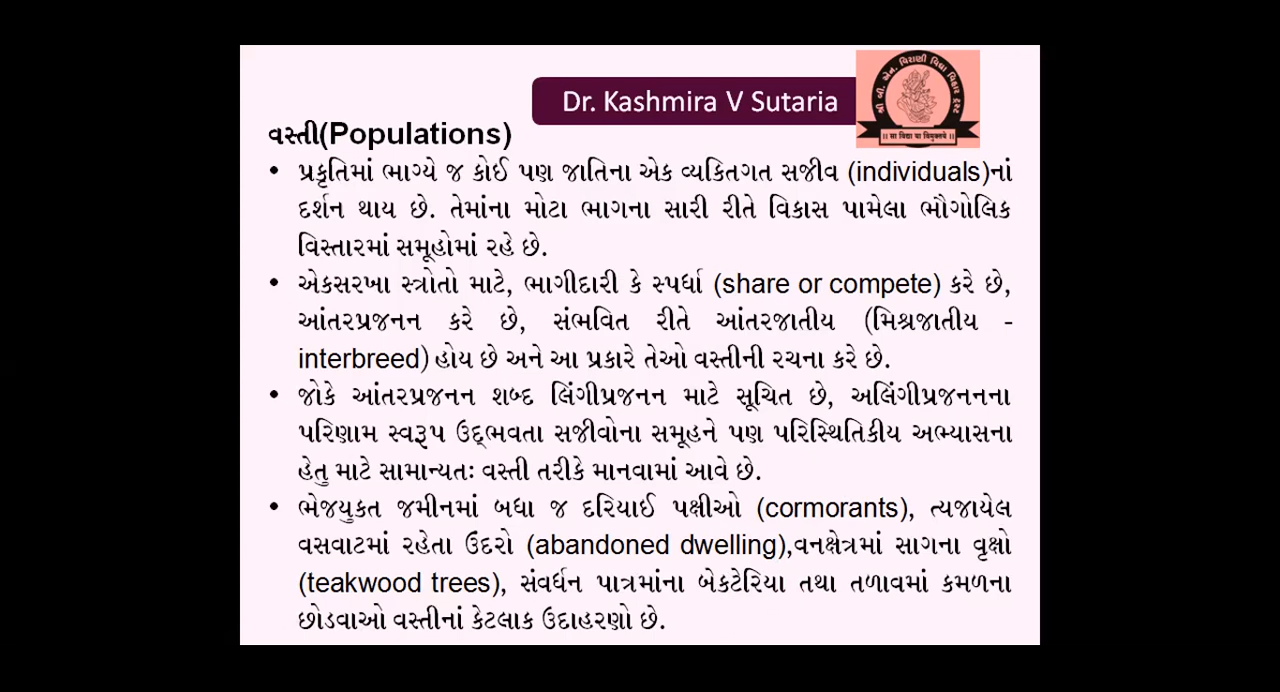 Dr. Kashmira V Sutaria
શ્રી બી. એન. વિરાણી વિદ્યા વિહાર ટ્રસ્ટ
|| સા વિદ્યા યા વિમુક્તયે ||
વસ્તી(Populations)
• પ્રકૃતિમાં ભાગ્યે જ કોઈ પણ જાતિના એક વ્યકિતગત સજીવ (individuals)નાં
દર્શન થાય છે. તેમાંના મોટા ભાગના સારી રીતે વિકાસ પામેલા ભૌગોલિક
વિસ્તારમાં સમૂહોમાં રહે છે.
• એકસરખા સ્ત્રોતો માટે, ભાગીદારી કે સ્પર્ધા (share or compete) કરે છે,
આંતરપ્રજનન કરે છે, સંભવિત રીતે આંતરજાતીય (મિશ્રજાતીય -
interbreed) હોય છે અને આ પ્રકારે તેઓ વસ્તીની રચના કરે છે.
• જોકે આંતરપ્રજનન શબ્દ લિંગીપ્રજનન માટે સૂચિત છે, અલિંગીપ્રજનનના
પરિણામ સ્વરૂપ ઉદ્‌ભવતા સજીવોના સમૂહને પણ પરિસ્થિતિકીય અભ્યાસના
હેતુ માટે સામાન્યતઃ વસ્તી તરીકે માનવામાં આવે છે.
• ભેજયુકત જમીનમાં બધા જ દરિયાઈ પક્ષીઓ (cormorants), ત્યજાયેલ
વસવાટમાં રહેતા ઉંદરો (abandoned dwelling),વનક્ષેત્રમાં સાગના વૃક્ષો
(teakwood trees), સંવર્ધન પાત્રમાંના બેકટેરિયા તથા તળાવમાં કમળના
છોડવાઓ વસ્તીનાં કેટલાક ઉદાહરણો છે.